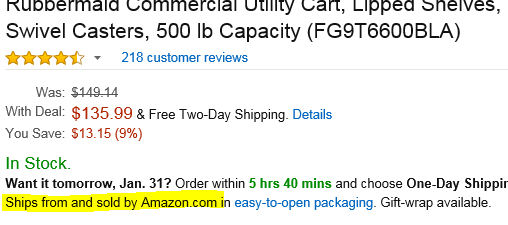 Rubbermaid Commercial Utility Cart, Lipped Shelves,
Swivel Casters, 500 lb Capacity (FG9T6600BLA)
218 customer reviews
Was: $149.14
With Deal: $135.99 & Free Two-Day Shipping. Details
You Save: $13.15 (9%)
In Stock.
Want it tomorrow, Jan. 31? Order within 5 hrs 40 mins and choose One-Day Shippin
Ships from and sold by Amazon.com in easy-to-open packaging. Gift-wrap available.